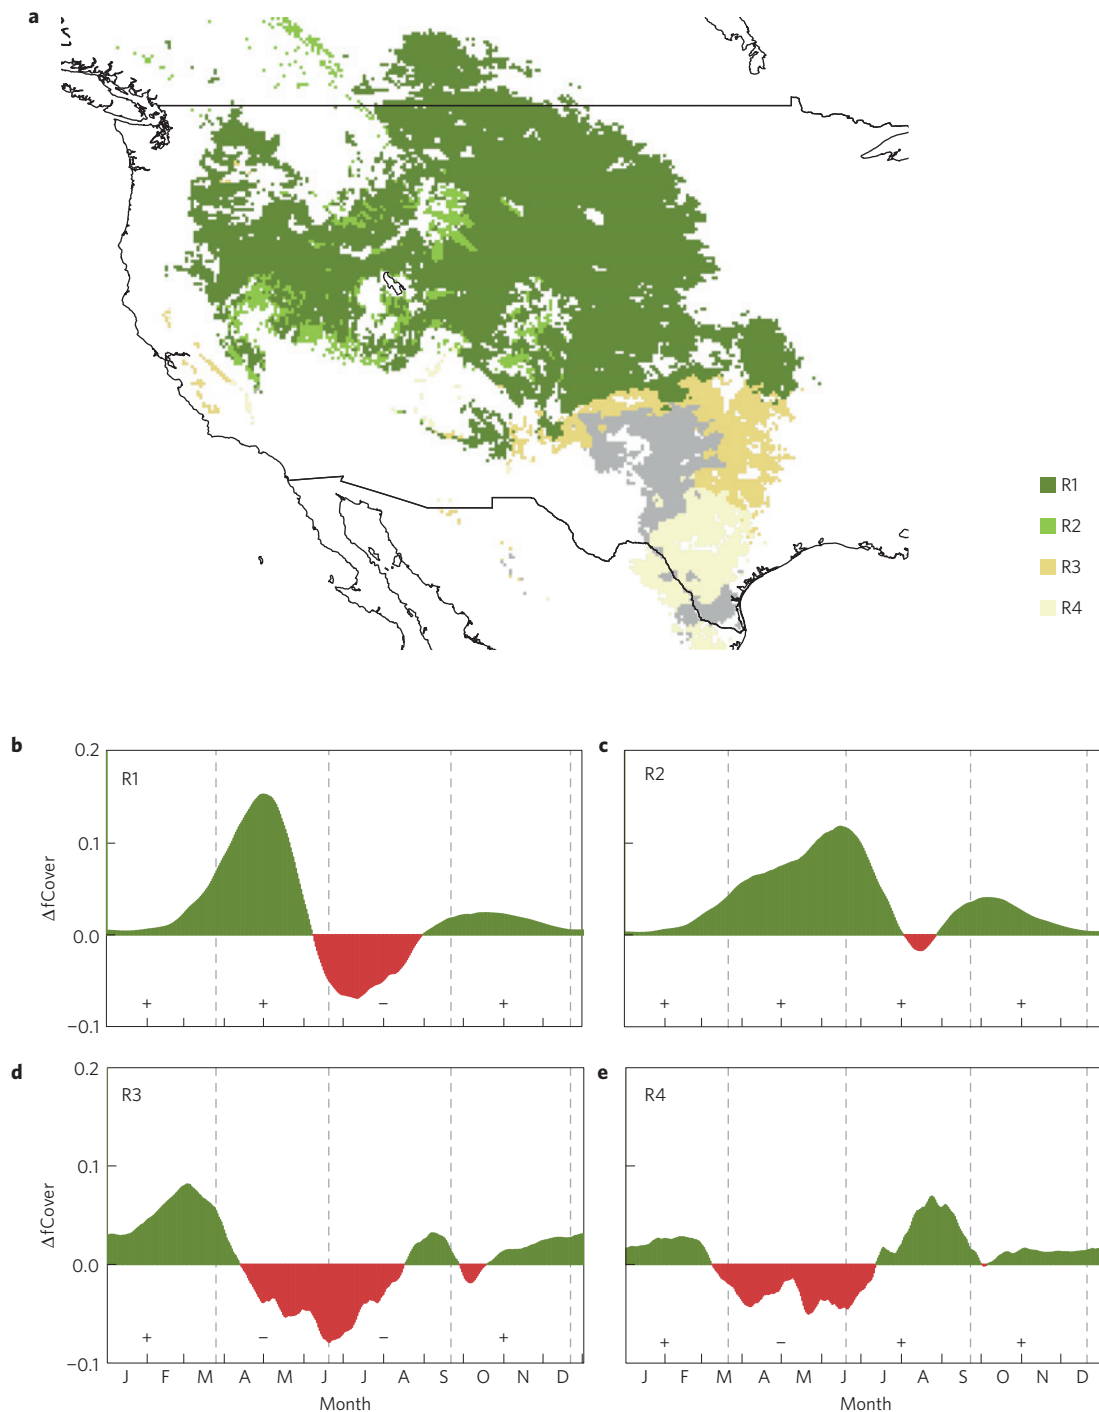 a
R1
R2
R3
R4
b
c
0.2
R1
R2
0.1
ΔfCover
0.0
+ + − +
+ + + +
−0.1
d
e
0.2
R3
R4
0.1
ΔfCover
0.0
+ − − +
+ − + +
−0.1
J F M A M J J A S O N D
J F M A M J J A S O N D
Month
Month